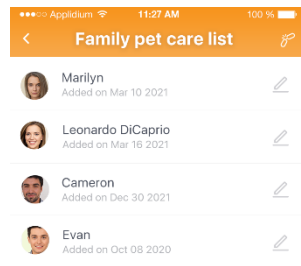 Applidium 11:27 AM 100 %
Family pet care list
Marilyn
Added on Mar 10 2021
Leonardo DiCaprio
Added on Mar 16 2021
Cameron
Added on Dec 30 2021
Evan
Added on Oct 08 2020